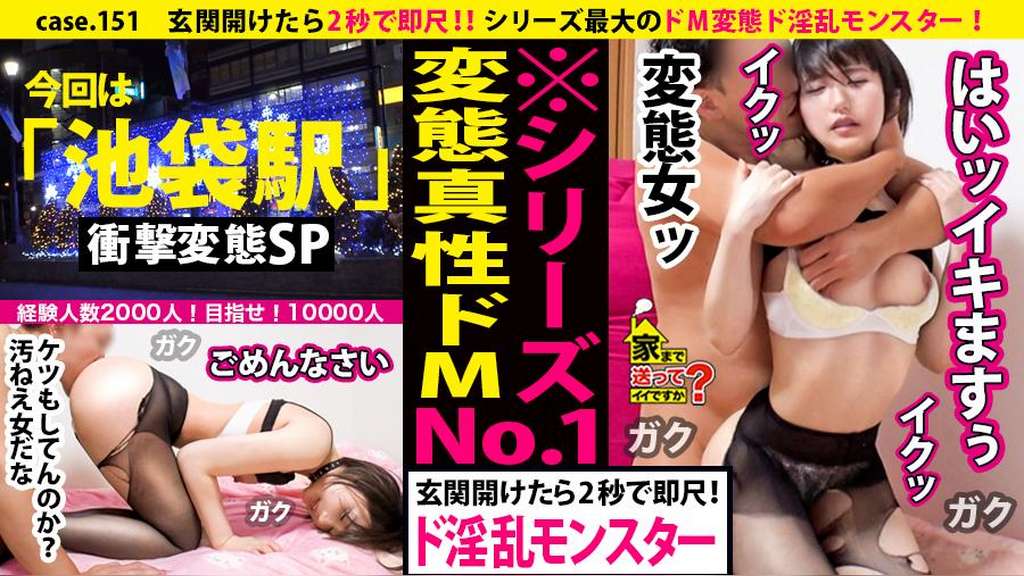 case.151　玄関開けたら2秒で即尺!! シリーズ最大のドM変態ド淫乱モンスター！
今回は
「池袋駅」
衝撃変態SP
経験人数2000人！目指せ！10000人
ガク
ごめんなさい
ケツもしてんのか？
汚ねえ女だな
ガク
※シリーズ
変態真性ドM
No.1
玄関開けたら2秒で即尺！
ド淫乱モンスター
はいッイキますぅ
イクッ
変態女ッ
家まで
送って
イイですか？
ガク
イクッ
ガク